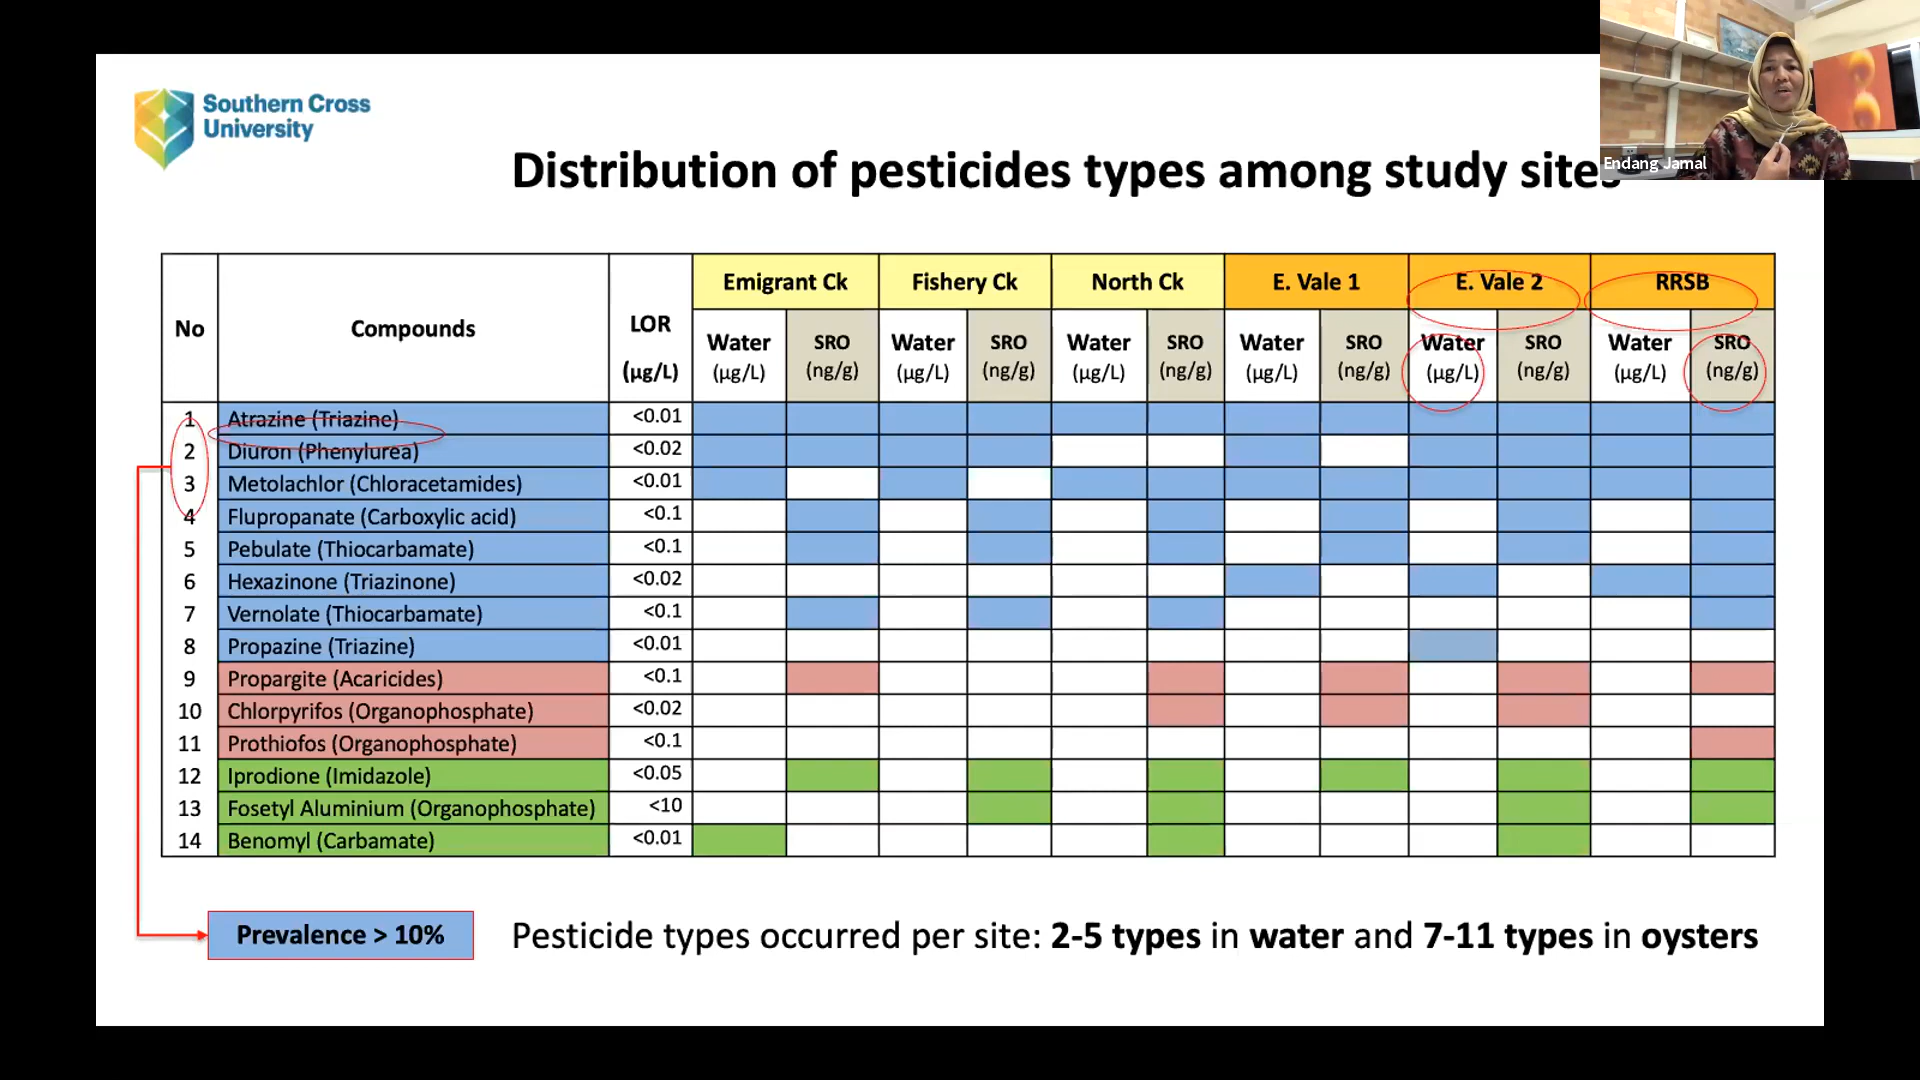 Southern Cross
University
Endang Jamal
Distribution of pesticides types among study sites
No Compounds LOR (µg/L) Emigrant Ck Fishery Ck North Ck E. Vale 1 E. Vale 2 RRSB
Water (µg/L) SRO (ng/g) Water (µg/L) SRO (ng/g) Water (µg/L) SRO (ng/g) Water (µg/L) SRO (ng/g) Water (µg/L) SRO (ng/g) Water (µg/L) SRO (ng/g)
1 Atrazine (Triazine) <0.01
2 Diuron (Phenylurea) <0.02
3 Metolachlor (Chloracetamides) <0.01
4 Flupropanate (Carboxylic acid) <0.1
5 Pebulate (Thiocarbamate) <0.1
6 Hexazinone (Triazinone) <0.02
7 Vernolate (Thiocarbamate) <0.1
8 Propazine (Triazine) <0.01
9 Propargite (Acaricides) <0.1
10 Chlorpyrifos (Organophosphate) <0.02
11 Prothiofos (Organophosphate) <0.1
12 Iprodione (Imidazole) <0.05
13 Fosetyl Aluminium (Organophosphate) <10
14 Benomyl (Carbamate) <0.01
Prevalence > 10%
Pesticide types occurred per site: 2-5 types in water and 7-11 types in oysters